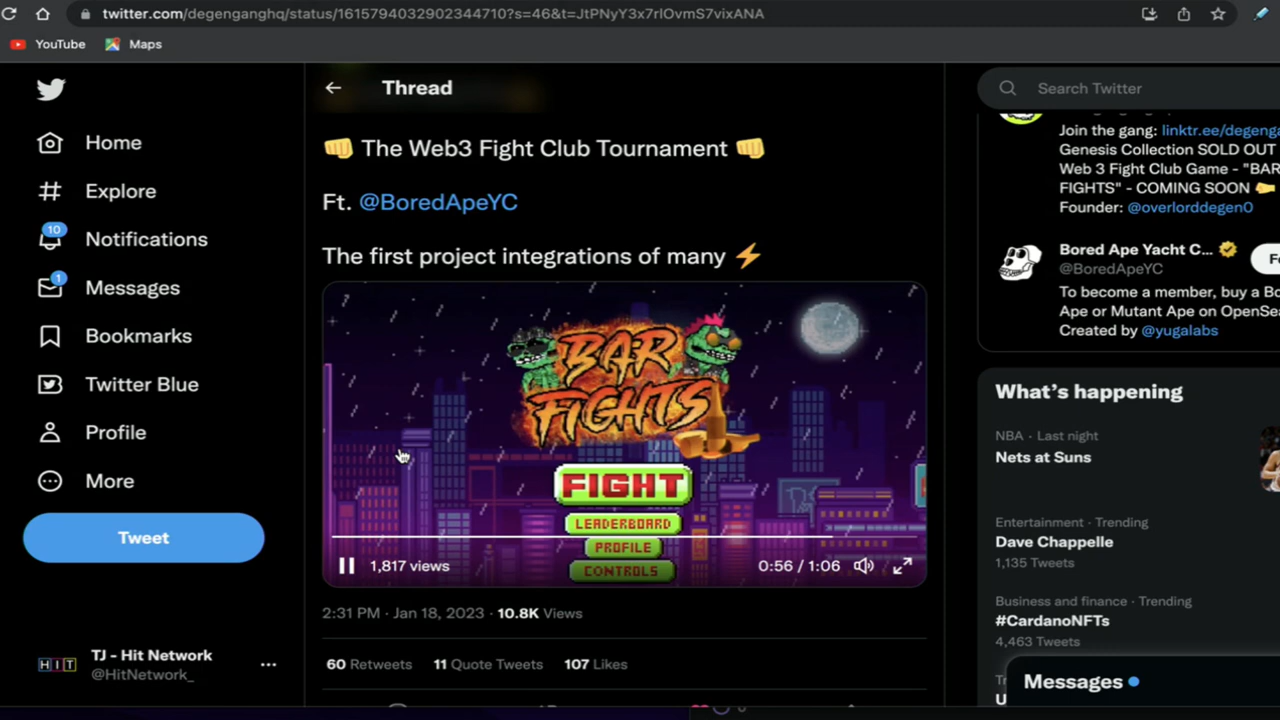 twitter.com/degenganghq/status/1615794032902344710?s=46&t=JtPNyY3x7rlOvmS7vixANA
YouTube
Maps
Home
Explore
10
Notifications
1
Messages
Bookmarks
Twitter Blue
Profile
More
Tweet
HIT
TJ - Hit Network
@HitNetwork_
Thread
👊 The Web3 Fight Club Tournament 👊
Ft. @BoredApeYC
The first project integrations of many ⚡
BAR
FIGHTS
FIGHT
LEADERBOARD
PROFILE
CONTROLS
1,817 views
0:56 / 1:06
2:31 PM · Jan 18, 2023 · 10.8K Views
60 Retweets 11 Quote Tweets 107 Likes
Search Twitter
Join the gang: linktr.ee/degenga
Genesis Collection SOLD OUT
Web 3 Fight Club Game - "BAR
FIGHTS" - COMING SOON 🤛
Founder: @overlorddegen0
Bored Ape Yacht C...
@BoredApeYC
Fo
To become a member, buy a Bo
Ape or Mutant Ape on OpenSea
Created by @yugalabs
What's happening
NBA · Last night
Nets at Suns
Entertainment · Trending
Dave Chappelle
1,135 Tweets
Business and finance · Trending
#CardanoNFTs
4,463 Tweets
Messages